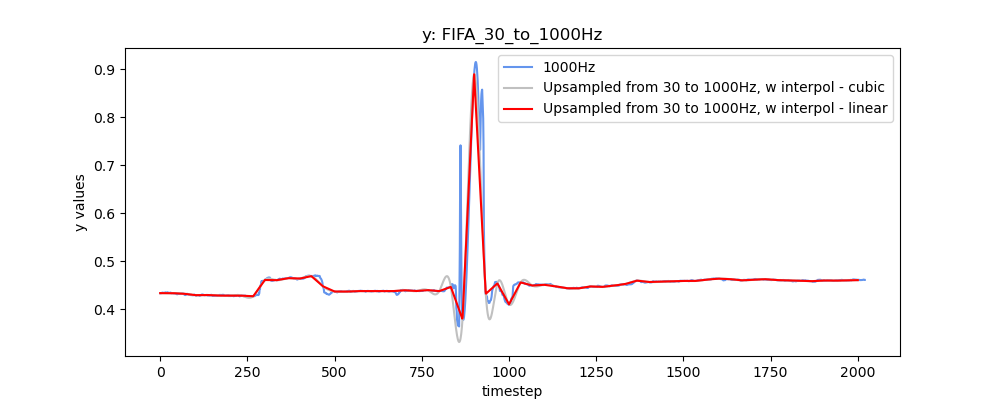 y: FIFA_30_to_1000Hz
1000Hz
Upsampled from 30 to 1000Hz, w interpol - cubic
Upsampled from 30 to 1000Hz, w interpol - linear
y values
0.9
0.8
0.7
0.6
0.5
0.4
0
250
500
750
1000
1250
1500
1750
2000
timestep